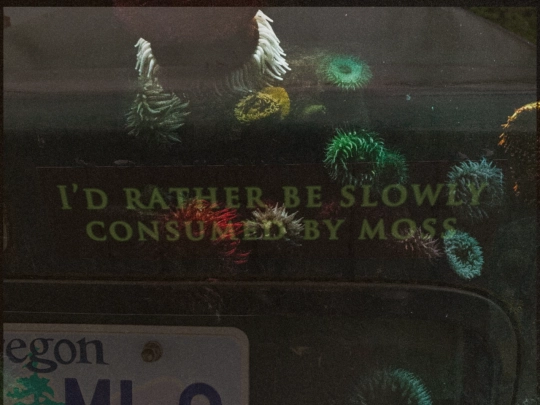 I'D RATHER BE SLOWLY
CONSUMED BY MOSS
egon